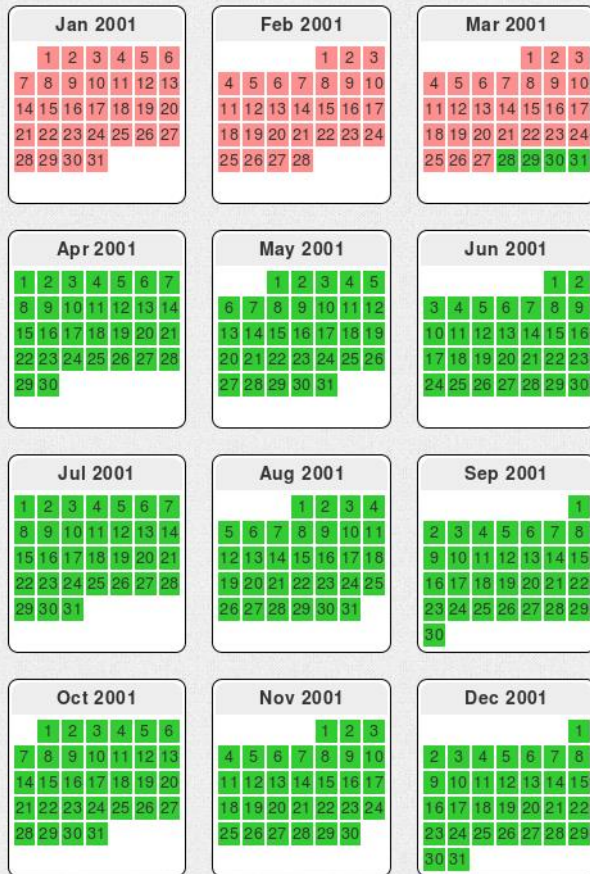 Jan 2001
1 2 3 4 5 6
7 8 9 10 11 12 13
14 15 16 17 18 19 20
21 22 23 24 25 26 27
28 29 30 31
Feb 2001
1 2 3
4 5 6 7 8 9 10
11 12 13 14 15 16 17
18 19 20 21 22 23 24
25 26 27 28
Mar 2001
1 2 3
4 5 6 7 8 9 10
11 12 13 14 15 16 17
18 19 20 21 22 23 24
25 26 27 28 29 30 31
Apr 2001
1 2 3 4 5 6 7
8 9 10 11 12 13 14
15 16 17 18 19 20 21
22 23 24 25 26 27 28
29 30
May 2001
1 2 3 4 5
6 7 8 9 10 11 12
13 14 15 16 17 18 19
20 21 22 23 24 25 26
27 28 29 30 31
Jun 2001
1 2
3 4 5 6 7 8 9
10 11 12 13 14 15 16
17 18 19 20 21 22 23
24 25 26 27 28 29 30
Jul 2001
1 2 3 4 5 6 7
8 9 10 11 12 13 14
15 16 17 18 19 20 21
22 23 24 25 26 27 28
29 30 31
Aug 2001
1 2 3 4
5 6 7 8 9 10 11
12 13 14 15 16 17 18
19 20 21 22 23 24 25
26 27 28 29 30 31
Sep 2001
1
2 3 4 5 6 7 8
9 10 11 12 13 14 15
16 17 18 19 20 21 22
23 24 25 26 27 28 29
30
Oct 2001
1 2 3 4 5 6
7 8 9 10 11 12 13
14 15 16 17 18 19 20
21 22 23 24 25 26 27
28 29 30 31
Nov 2001
1 2 3
4 5 6 7 8 9 10
11 12 13 14 15 16 17
18 19 20 21 22 23 24
25 26 27 28 29 30
Dec 2001
1
2 3 4 5 6 7 8
9 10 11 12 13 14 15
16 17 18 19 20 21 22
23 24 25 26 27 28 29
30 31